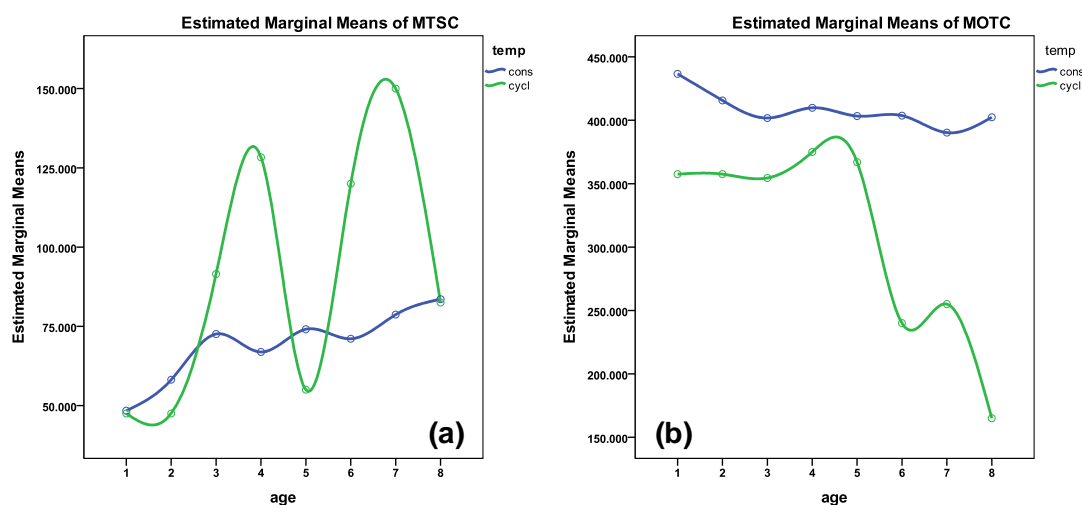 Estimated Marginal Means of MTSC
temp
cons
cycl
Estimated Marginal Means
150.000
125.000
100.000
75.000
50.000
(a)
1 2 3 4 5 6 7 8
age
Estimated Marginal Means of MOTC
temp
cons
cycl
Estimated Marginal Means
450.000
400.000
350.000
300.000
250.000
200.000
150.000
(b)
1 2 3 4 5 6 7 8
age